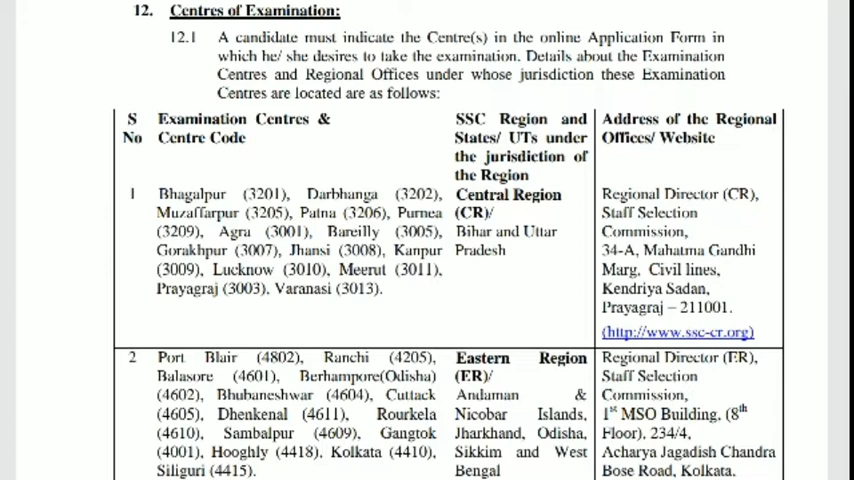 12. Centres of Examination:
12.1 A candidate must indicate the Centre(s) in the online Application Form in
which he/ she desires to take the examination. Details about the Examination
Centres and Regional Offices under whose jurisdiction these Examination
Centres are located are as follows:
S No
Examination Centres &
Centre Code
SSC Region and
States/ UTs under
the jurisdiction of
the Region
Address of the Regional
Offices/ Website
1
Bhagalpur (3201), Darbhanga (3202),
Muzaffarpur (3205), Patna (3206), Purnea
(3209), Agra (3001), Bareilly (3005),
Gorakhpur (3007), Jhansi (3008), Kanpur
(3009), Lucknow (3010), Meerut (3011),
Prayagraj (3003), Varanasi (3013).
Central Region
(CR)/
Bihar and Uttar
Pradesh
Regional Director (CR),
Staff Selection
Commission,
34-A, Mahatma Gandhi
Marg, Civil lines,
Kendriya Sadan,
Prayagraj – 211001.
(http://www.ssc-cr.org)
2
Port Blair (4802), Ranchi (4205),
Balasore (4601), Berhampore(Odisha)
(4602), Bhubaneshwar (4604), Cuttack
(4605), Dhenkenal (4611), Rourkela
(4610), Sambalpur (4609), Gangtok
(4001), Hooghly (4418), Kolkata (4410),
Siliguri (4415).
Eastern Region
(ER)/
Andaman &
Nicobar Islands,
Jharkhand, Odisha,
Sikkim and West
Bengal
Regional Director (ER),
Staff Selection
Commission,
1st MSO Building, (8th
Floor), 234/4,
Acharya Jagadish Chandra
Bose Road, Kolkata,